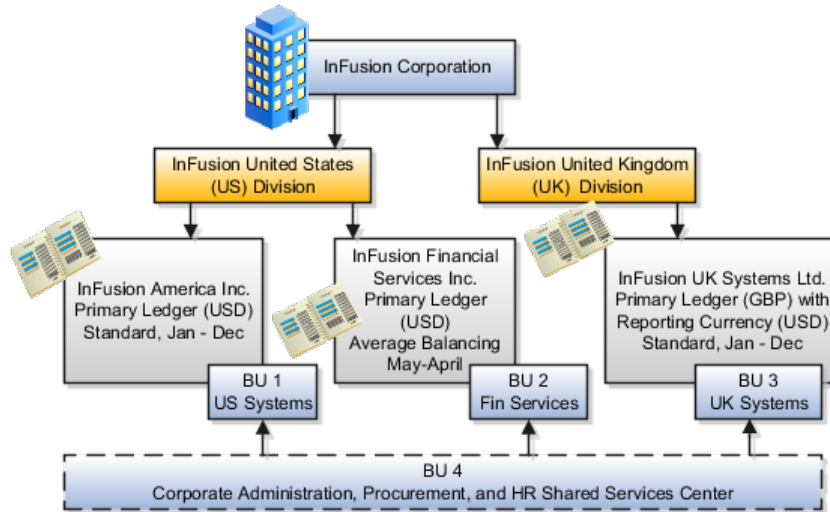 InFusion Corporation
InFusion United States
(US) Division
InFusion United Kingdom
(UK) Division
InFusion America Inc.
Primary Ledger (USD)
Standard, Jan - Dec
InFusion Financial
Services Inc.
Primary Ledger
(USD)
Average Balancing
May-April
InFusion UK Systems Ltd.
Primary Ledger (GBP) with
Reporting Currency (USD)
Standard, Jan - Dec
BU 1
US Systems
BU 2
Fin Services
BU 3
UK Systems
BU 4
Corporate Administration, Procurement, and HR Shared Services Center